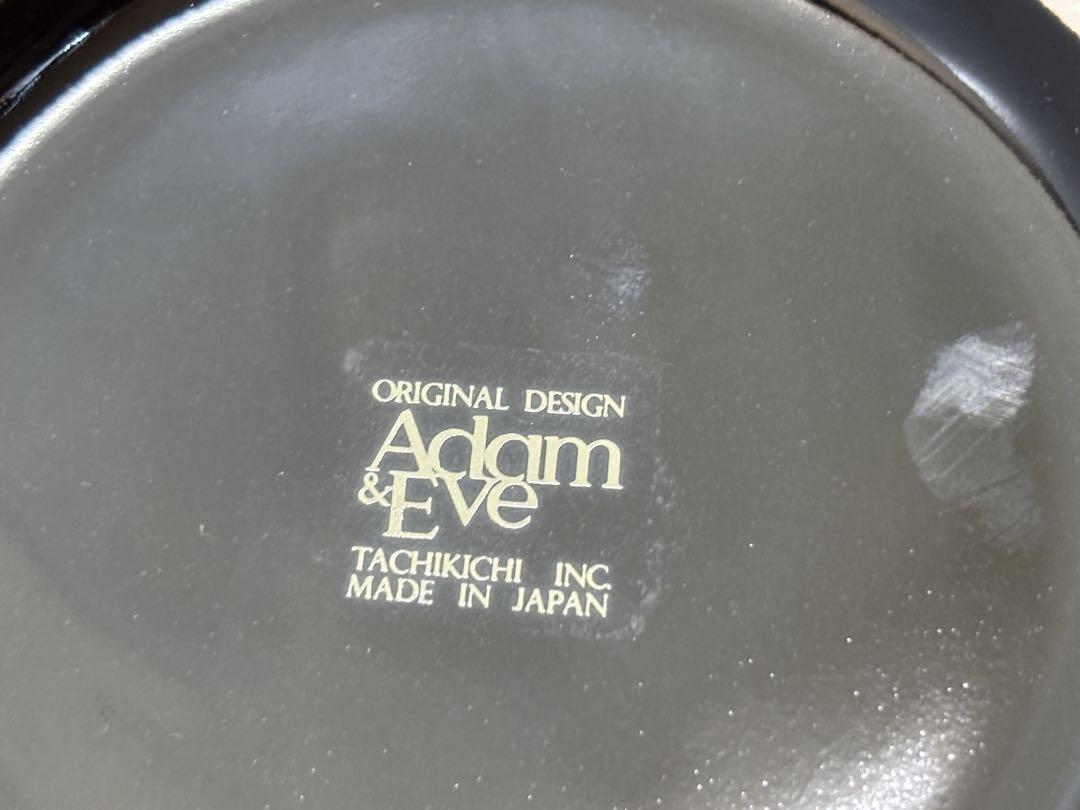 ORIGINAL DESIGN
Adam
& Eve
TACHIKICHI INC.
MADE IN JAPAN